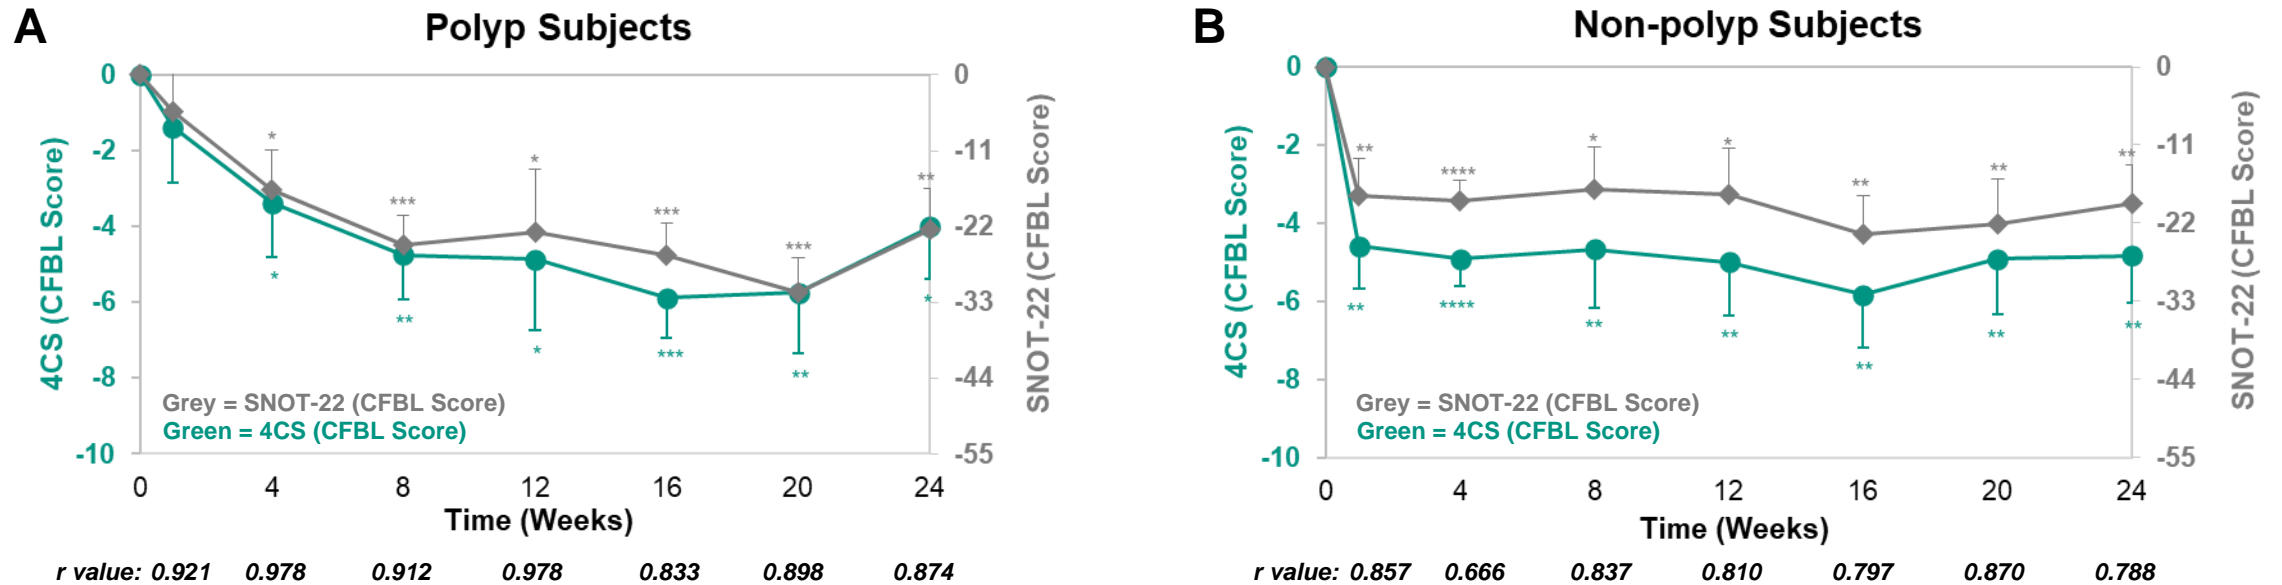 A
Polyp Subjects
4CS (CFBL Score)
0
-2
-4
-6
-8
-10
*
***
*
***
***
**
*
**
*
***
**
*
0
-11
-22
-33
-44
-55
SNOT-22 (CFBL Score)
Grey = SNOT-22 (CFBL Score)
Green = 4CS (CFBL Score)
0 4 8 12 16 20 24
Time (Weeks)
r value: 0.921 0.978 0.912 0.978 0.833 0.898 0.874
B
Non-polyp Subjects
4CS (CFBL Score)
0
-2
-4
-6
-8
-10
**
****
*
*
**
**
**
**
****
**
**
**
**
**
0
-11
-22
-33
-44
-55
SNOT-22 (CFBL Score)
Grey = SNOT-22 (CFBL Score)
Green = 4CS (CFBL Score)
0 4 8 12 16 20 24
Time (Weeks)
r value: 0.857 0.666 0.837 0.810 0.797 0.870 0.788